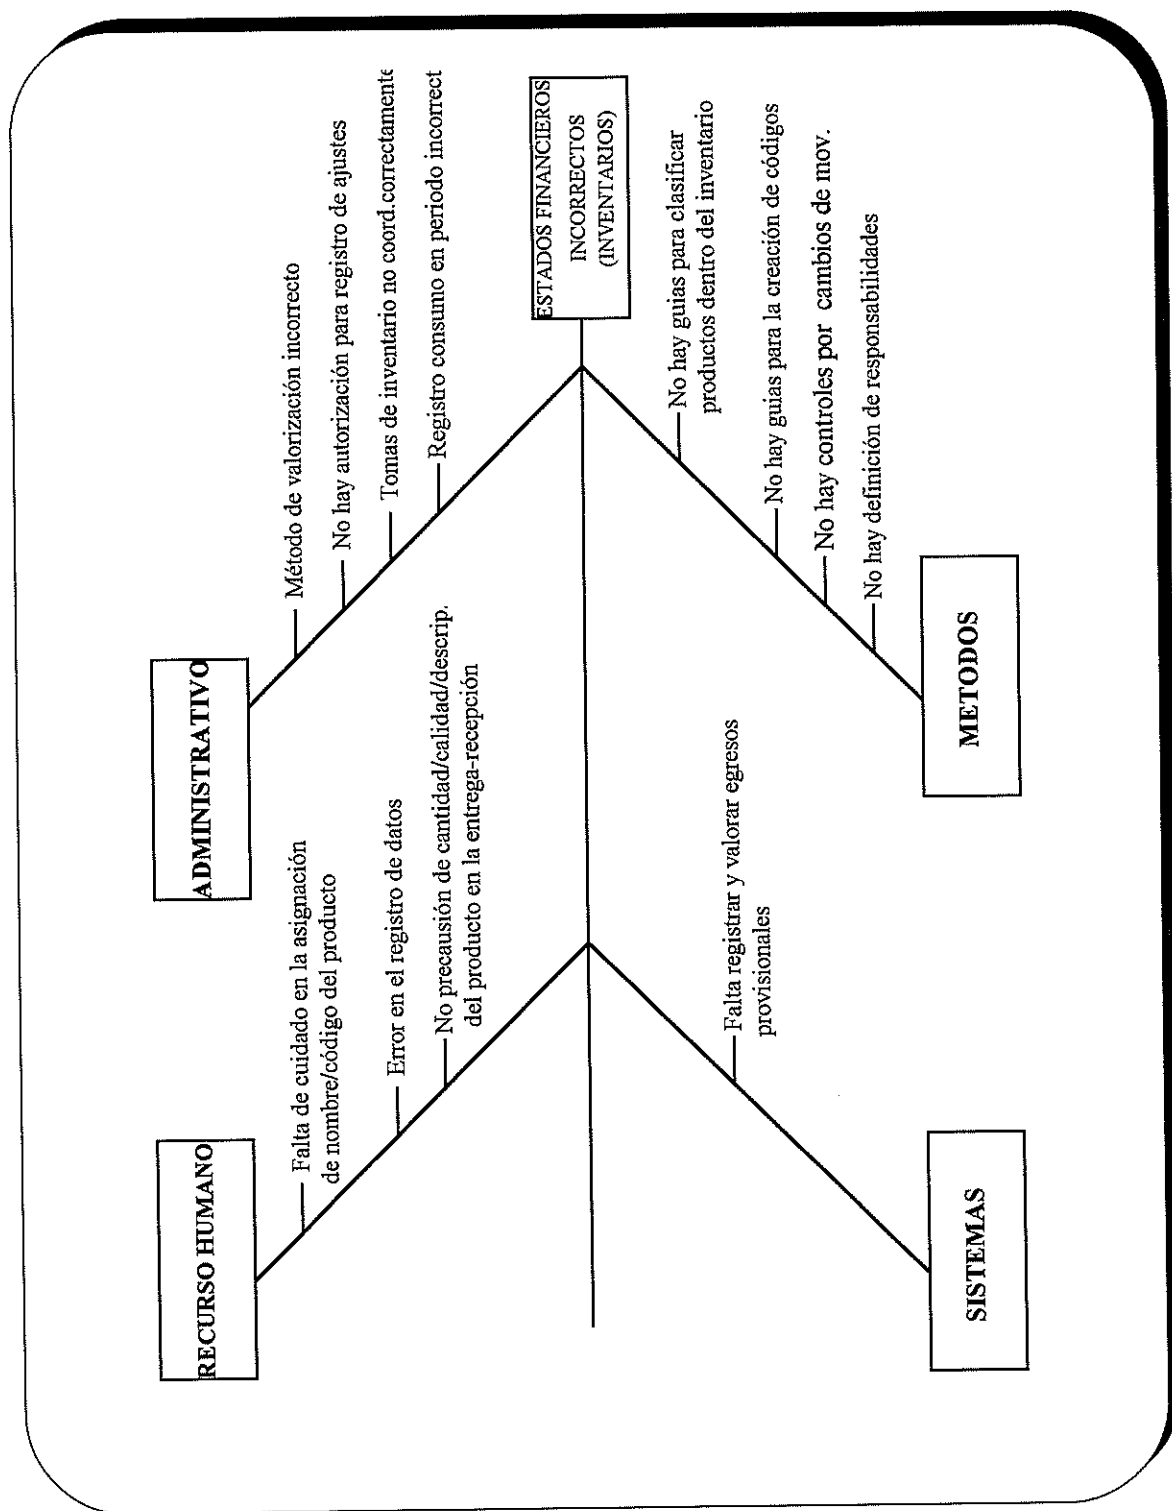 RECURSO HUMANO
Falta de cuidado en la asignación
de nombre/código del producto
Error en el registro de datos
No precausión de cantidad/calidad/descrip.
del producto en la entrega-recepción
ADMINISTRATIVO
Método de valorización incorrecto
No hay autorización para registro de ajustes
Tomas de inventario no coord.correctamente
Registro consumo en periodo incorrect
ESTADOS FINANCIEROS
INCORRECTOS
(INVENTARIOS)
SISTEMAS
Falta registrar y valorar egresos
provisionales
METODOS
No hay guias para clasificar
productos dentro del inventario
No hay guias para la creación de códigos
No hay controles por cambios de mov.
No hay definición de responsabilidades